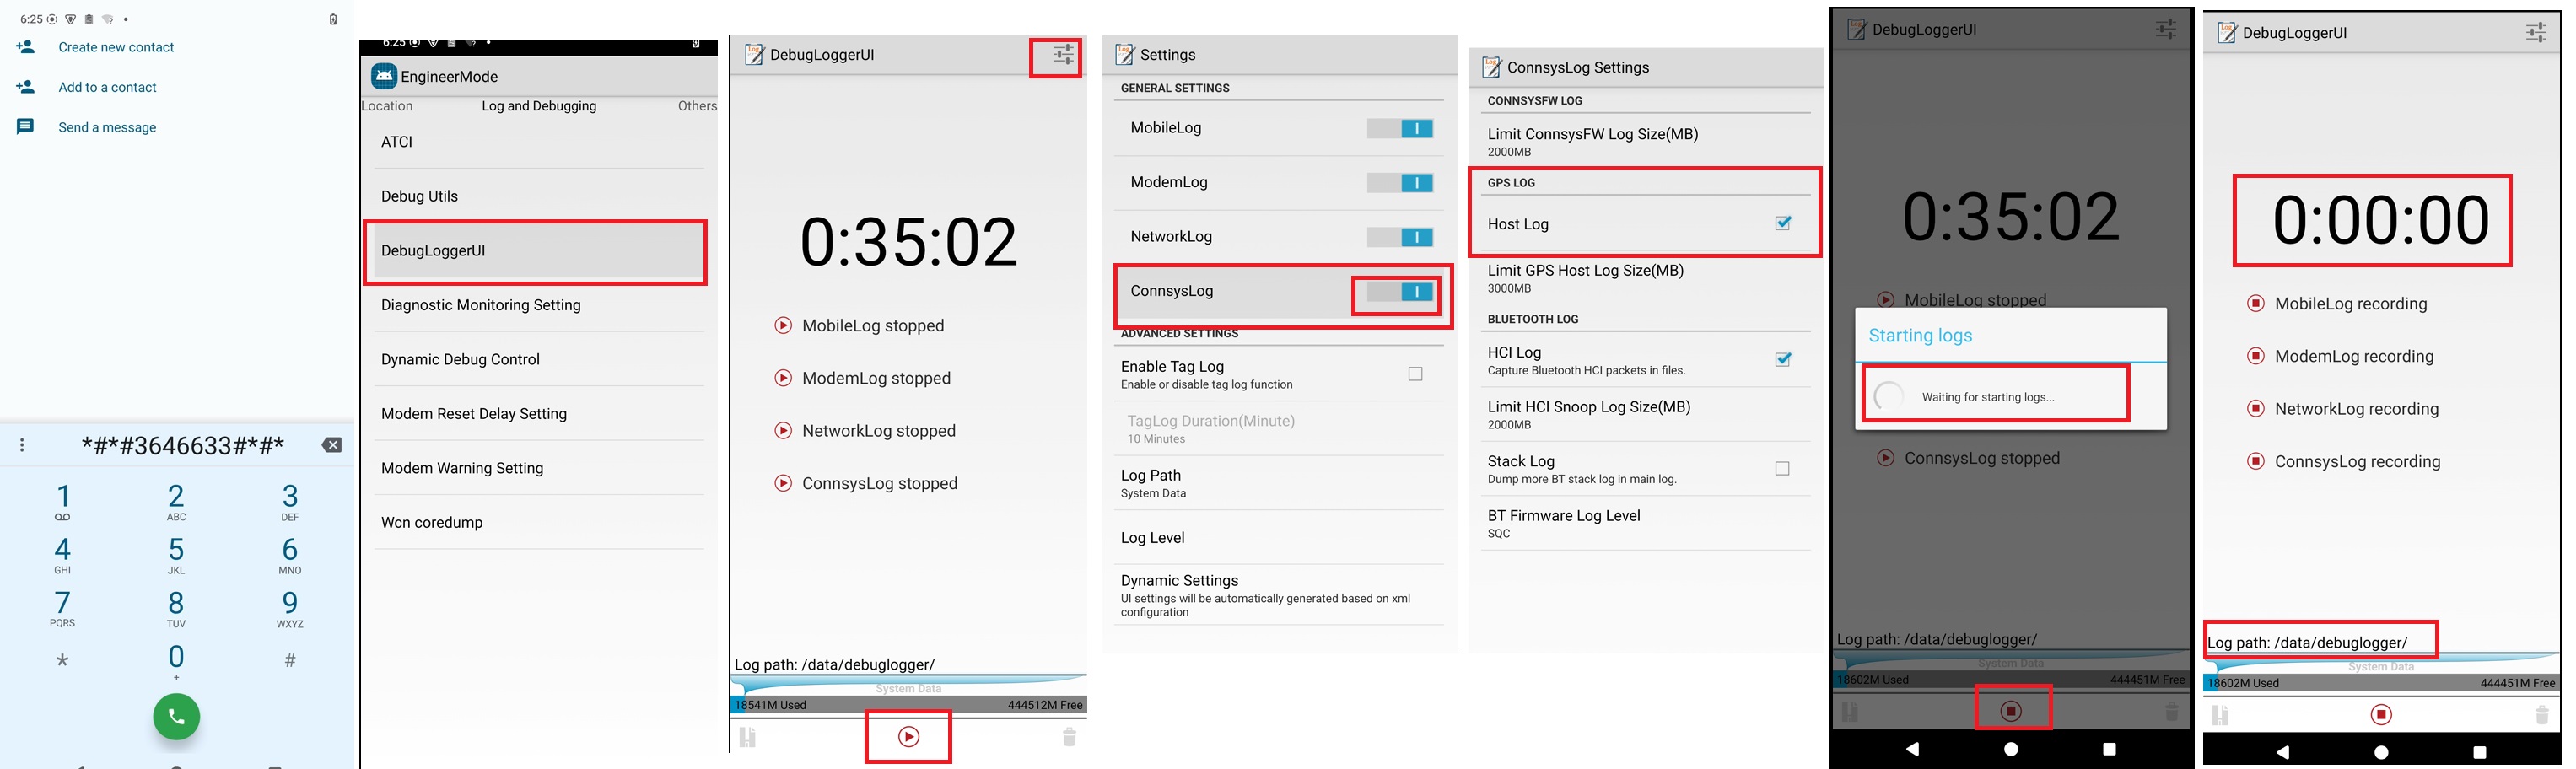 6:25
Create new contact
Add to a contact
Send a message
*#*#3646633#*#*
1
2
ABC
3
DEF
4
GHI
5
JKL
6
MNO
7
PQRS
8
TUV
9
WXYZ
*
0
+
#
6:25
EngineerMode
Location
Log and Debugging
Others
ATCI
Debug Utils
DebugLoggerUI
Diagnostic Monitoring Setting
Dynamic Debug Control
Modem Reset Delay Setting
Modem Warning Setting
Wcn coredump
DebugLoggerUI
0:35:02
MobileLog stopped
ModemLog stopped
NetworkLog stopped
ConnsysLog stopped
Log path: /data/debuglogger/
System Data
18541M Used
444512M Free
Settings
GENERAL SETTINGS
MobileLog
ModemLog
NetworkLog
ConnsysLog
ADVANCED SETTINGS
Enable Tag Log
Enable or disable tag log function
TagLog Duration(Minute)
10 Minutes
Log Path
System Data
Log Level
Dynamic Settings
UI settings will be automatically generated based on xml
configuration
ConnsysLog Settings
CONNSYSFW LOG
Limit ConnsysFW Log Size(MB)
2000MB
GPS LOG
Host Log
Limit GPS Host Log Size(MB)
3000MB
BLUETOOTH LOG
HCI Log
Capture Bluetooth HCI packets in files.
Limit HCI Snoop Log Size(MB)
2000MB
Stack Log
Dump more BT stack log in main log.
BT Firmware Log Level
SQC
DebugLoggerUI
0:35:02
MobileLog stopped
Starting logs
Waiting for starting logs...
ConnsysLog stopped
Log path: /data/debuglogger/
System Data
18602M Used
444451M Free
DebugLoggerUI
0:00:00
MobileLog recording
ModemLog recording
NetworkLog recording
ConnsysLog recording
Log path: /data/debuglogger/
System Data
18602M Used
444451M Free